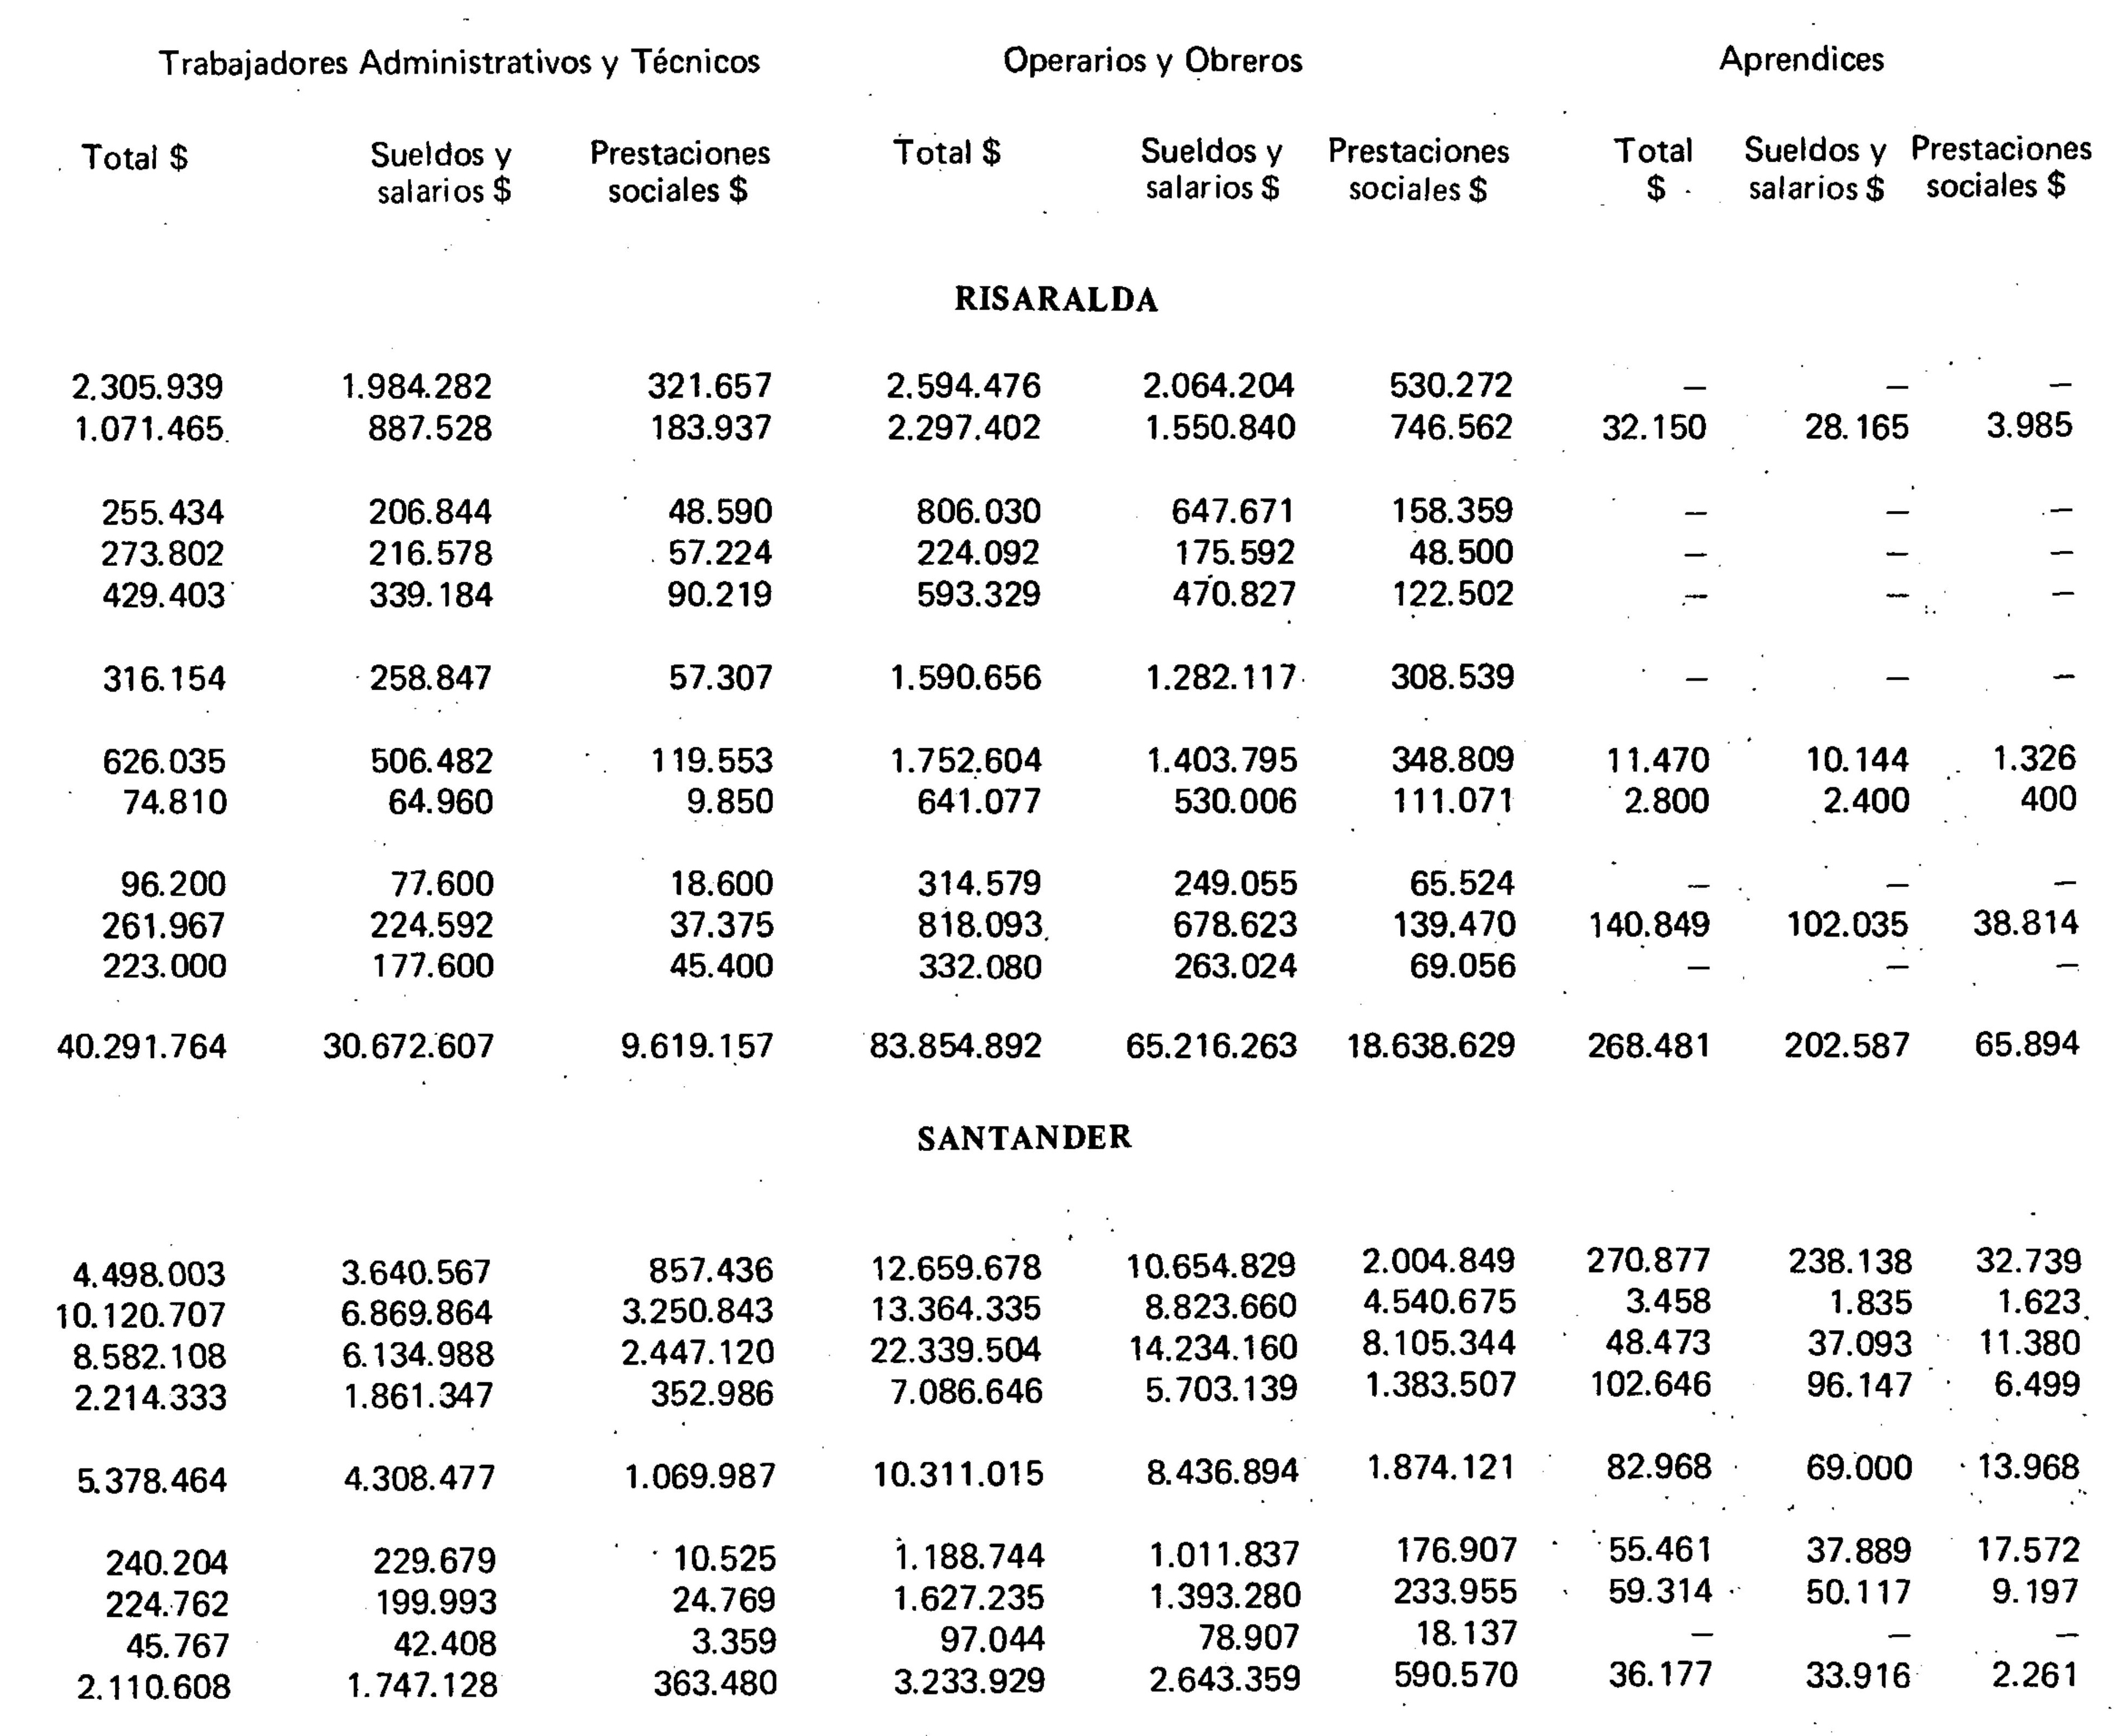 Trabajadores Administrativos y Técnicos Operarios y Obreros Aprendices
Total $ Sueldos y Prestaciones Total $ Sueldos y Prestaciones Total Sueldos y Prestaciones
salarios $ sociales $ salarios $ sociales $ $ salarios $ sociales $
RISARALDA
2.305.939 1.984.282 321.657 2.594.476 2.064.204 530.272 — — —
1.071.465 887.528 183.937 2.297.402 1.550.840 746.562 32.150 28.165 3.985
255.434 206.844 48.590 806.030 647.671 158.359 — — —
273.802 216.578 57.224 224.092 175.592 48.500 — — —
429.403 339.184 90.219 593.329 470.827 122.502 — — —
316.154 258.847 57.307 1.590.656 1.282.117 308.539 — — —
626.035 506.482 119.553 1.752.604 1.403.795 348.809 11.470 10.144 1.326
74.810 64.960 9.850 641.077 530.006 111.071 2.800 2.400 400
96.200 77.600 18.600 314.579 249.055 65.524 — — —
261.967 224.592 37.375 818.093 678.623 139.470 140.849 102.035 38.814
223.000 177.600 45.400 332.080 263.024 69.056 — — —
40.291.764 30.672.607 9.619.157 83.854.892 65.216.263 18.638.629 268.481 202.587 65.894
SANTANDER
4.498.003 3.640.567 857.436 12.659.678 10.654.829 2.004.849 270.877 238.138 32.739
10.120.707 6.869.864 3.250.843 13.364.335 8.823.660 4.540.675 3.458 1.835 1.623
8.582.108 6.134.988 2.447.120 22.339.504 14.234.160 8.105.344 48.473 37.093 11.380
2.214.333 1.861.347 352.986 7.086.646 5.703.139 1.383.507 102.646 96.147 6.499
5.378.464 4.308.477 1.069.987 10.311.015 8.436.894 1.874.121 82.968 69.000 13.968
240.204 229.679 10.525 1.188.744 1.011.837 176.907 55.461 37.889 17.572
224.762 199.993 24.769 1.627.235 1.393.280 233.955 59.314 50.117 9.197
45.767 42.408 3.359 97.044 78.907 18.137 — — —
2.110.608 1.747.128 363.480 3.233.929 2.643.359 590.570 36.177 33.916 2.261